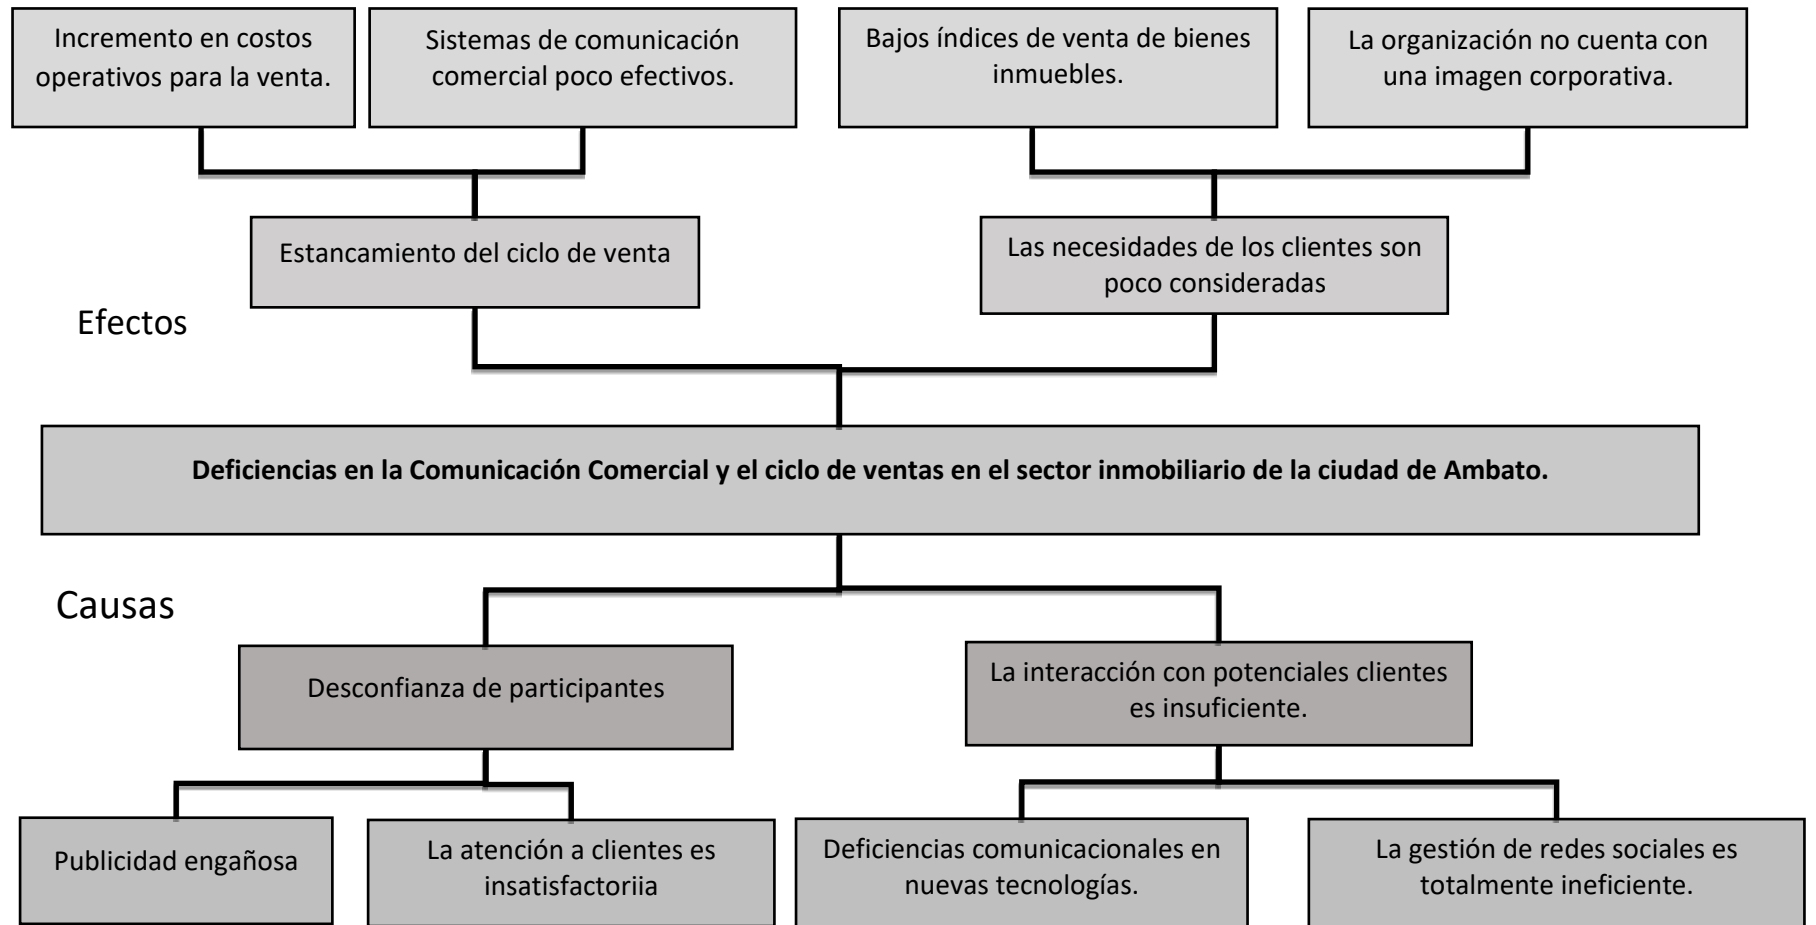 Incremento en costos
operativos para la venta.
Sistemas de comunicación
comercial poco efectivos.
Bajos índices de venta de bienes
inmuebles.
La organización no cuenta con
una imagen corporativa.
Estancamiento del ciclo de venta
Las necesidades de los clientes son
poco consideradas
Efectos
Deficiencias en la Comunicación Comercial y el ciclo de ventas en el sector inmobiliario de la ciudad de Ambato.
Causas
Desconfianza de participantes
La interacción con potenciales clientes
es insuficiente.
Publicidad engañosa
La atención a clientes es
insatisfactoriia
Deficiencias comunicacionales en
nuevas tecnologías.
La gestión de redes sociales es
totalmente ineficiente.